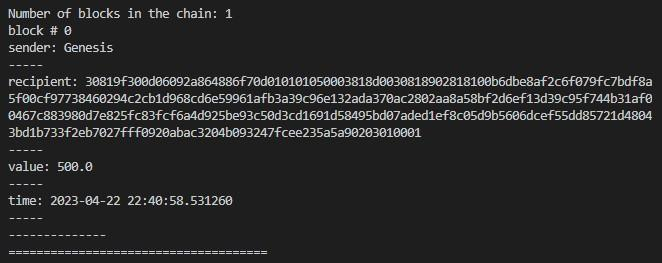 Number of blocks in the chain: 1
block # 0
sender: Genesis
-----
recipient: 30819f300d06092a864886f70d010101050003818d0030818902818100b6dbe8af2c6f079fc7bdf8a
5f00cf97738460294c2cb1d968cd6e59961afb3a39c96e132ada370ac2802aa8a58bf2d6ef13d39c95f744b31af0
0467c883980d7e825fc83fcf6a4d925be93c50d3cd1691d58495bd07aded1ef8c05d9b5606dcef55dd85721d4804
3bd1b733f2eb7027fff0920abac3204b093247fcee235a5a90203010001
-----
value: 500.0
-----
time: 2023-04-22 22:40:58.531260
-----
--------------
=====================================